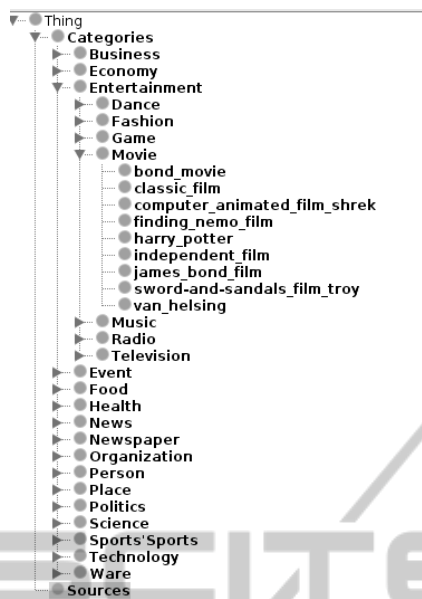 Thing
Categories
Business
Economy
Entertainment
Dance
Fashion
Game
Movie
bond_movie
classic_film
computer_animated_film_shrek
finding_nemo_film
harry_potter
independent_film
james_bond_film
sword-and-sandals_film_troy
van_helsing
Music
Radio
Television
Event
Food
Health
News
Newspaper
Organization
Person
Place
Politics
Science
Sports'Sports
Technology
Ware
Sources